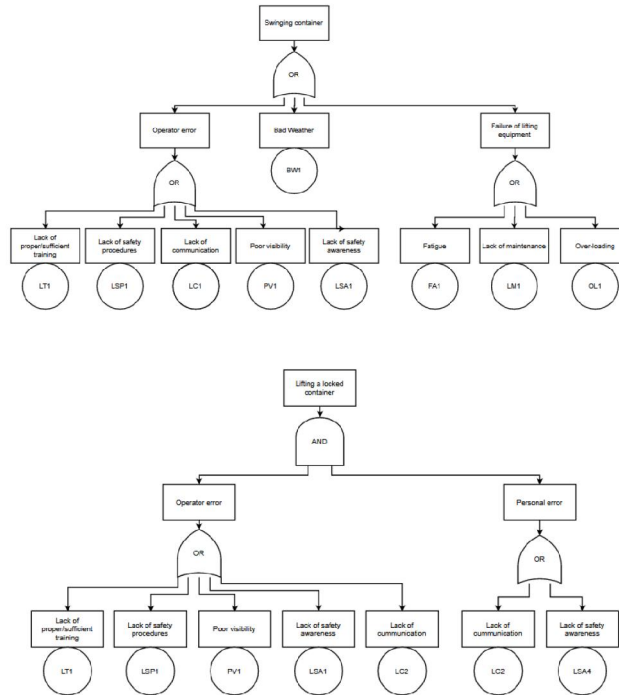 Swinging container
OR
Operator error
Bad Weather
Failure of lifting
equipment
OR
BW1
OR
Lack of
proper/sufficient
training
Lack of safety
procedures
Lack of
communication
Poor visibility
Lack of safety
awareness
Fatigue
Lack of maintenance
Over-loading
LT1
LSP1
LC1
PV1
LSA1
FA1
LM1
OL1
Lifting a locked
container
AND
Operator error
Personal error
OR
OR
Lack of
proper/sufficient
training
Lack of safety
procedures
Poor visibility
Lack of safety
awareness
Lack of
communication
Lack of
communication
Lack of safety
awareness
LT1
LSP1
PV1
LSA1
LC2
LC2
LSA4